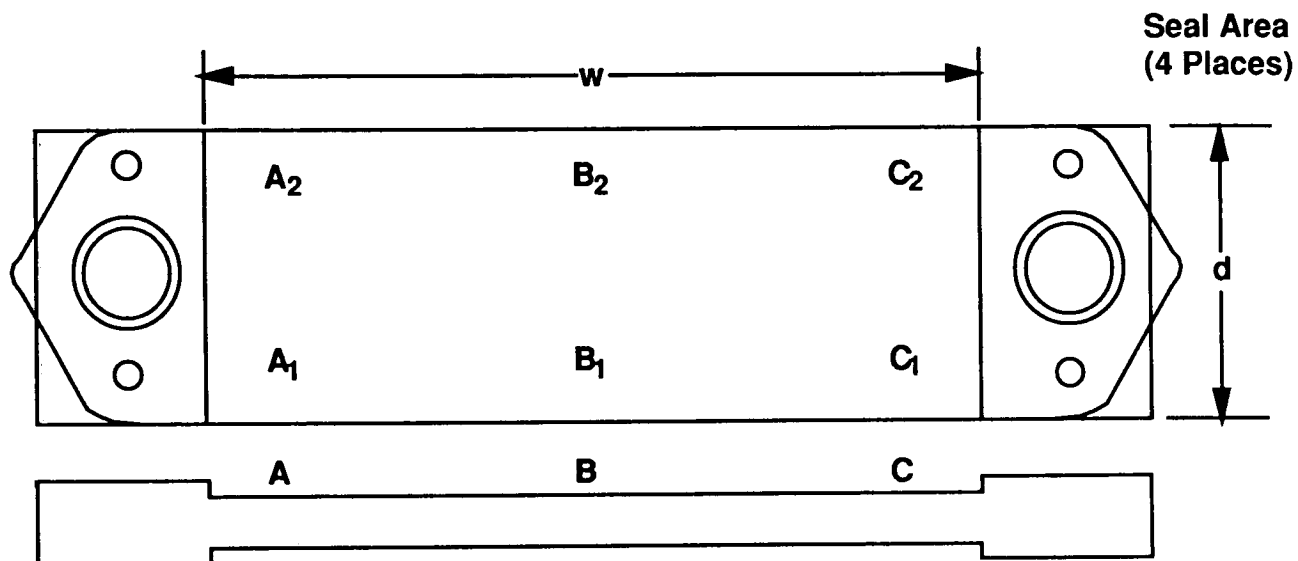 Seal Area
(4 Places)
w
A₂ B₂ C₂
d
A₁ B₁ C₁
A B C